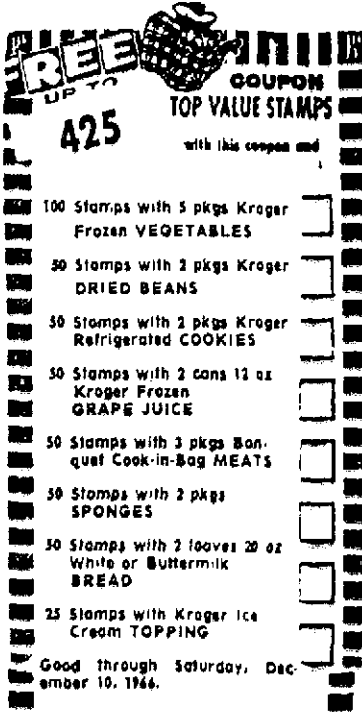 FREE
UP TO
425
COUPON
TOP VALUE STAMPS
with this coupon and
100 Stamps with 5 pkgs Kroger
Frozen VEGETABLES
50 Stamps with 2 pkgs Kroger
DRIED BEANS
50 Stamps with 2 pkgs Kroger
Refrigerated COOKIES
50 Stamps with 2 cans 12 oz
Kroger Frozen
GRAPE JUICE
50 Stamps with 3 pkgs Ban-
quet Cook-in-Bag MEATS
50 Stamps with 2 pkgs
SPONGES
50 Stamps with 2 loaves 20 oz
White or Buttermilk
BREAD
25 Stamps with Kroger Ice
Cream TOPPING
Good through Saturday, Dec-
ember 10, 1966.